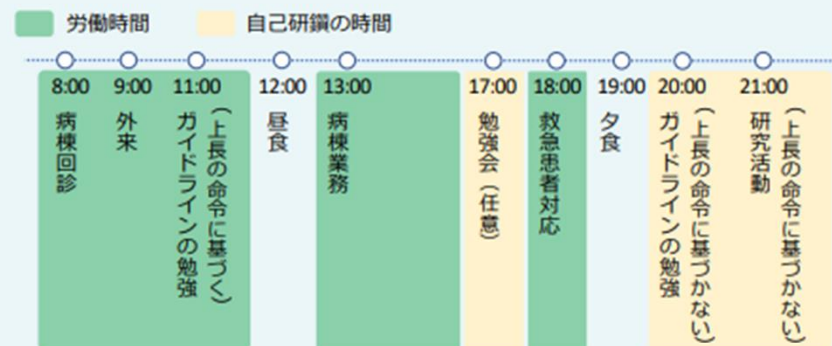 労働時間
自己研鑽の時間
8:00
病棟回診
9:00
外来
11:00
ガイドラインの勉強
（上長の命令に基づく）
12:00
昼食
13:00
病棟業務
17:00
勉強会（任意）
18:00
救急患者対応
19:00
夕食
20:00
ガイドラインの勉強
（上長の命令に基づかない）
21:00
研究活動
（上長の命令に基づかない）